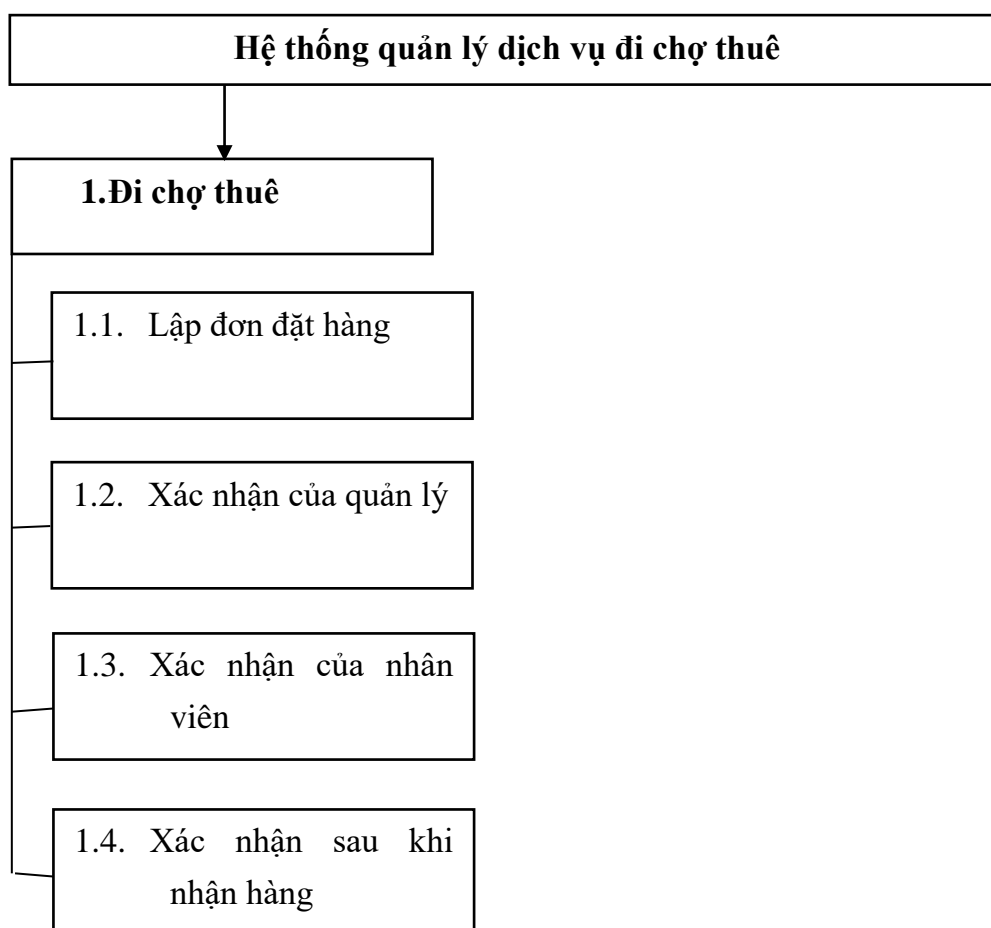 Hệ thống quản lý dịch vụ đi chợ thuê
1.Đi chợ thuê
1.1. Lập đơn đặt hàng
1.2. Xác nhận của quản lý
1.3. Xác nhận của nhân
viên
1.4. Xác nhận sau khi
nhận hàng